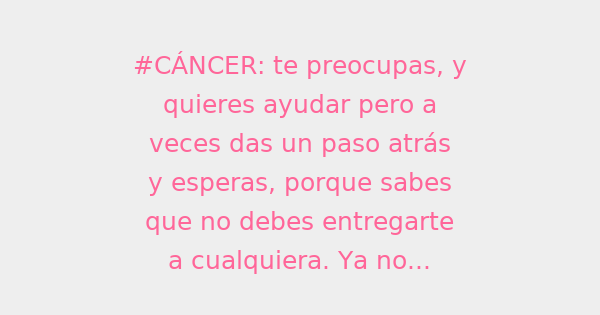 #CÁNCER: te preocupas, y
quieres ayudar pero a
veces das un paso atrás
y esperas, porque sabes
que no debes entregarte
a cualquiera. Ya no...